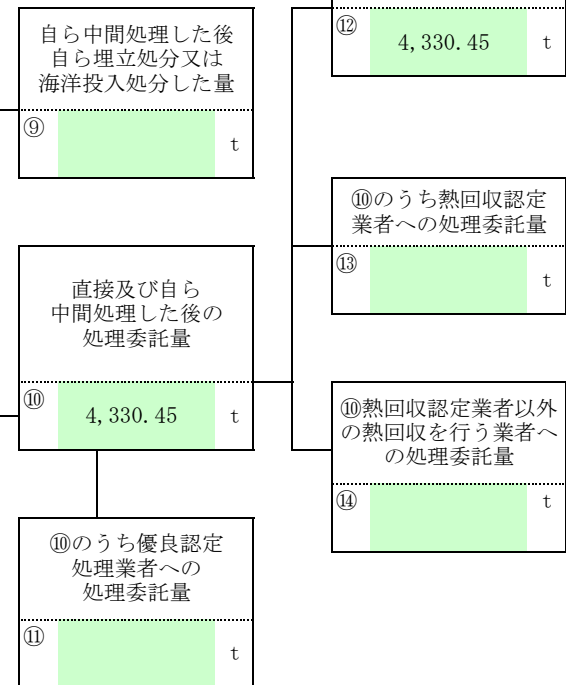 自ら中間処理した後
自ら埋立処分又は
海洋投入処分した量
⑨ t
直接及び自ら
中間処理した後の
処理委託量
⑩ 4,330.45 t
⑩のうち優良認定
処理業者への
処理委託量
⑪ t
⑫ 4,330.45 t
⑩のうち熱回収認定
業者への処理委託量
⑬ t
⑩熱回収認定業者以外
の熱回収を行う業者へ
の処理委託量
⑭ t